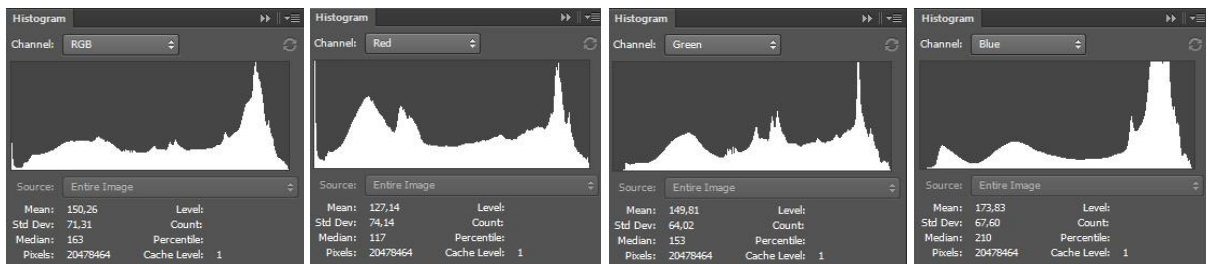 Histogram
Channel: RGB
Source: Entire Image
Mean: 150,26 Level:
Std Dev: 71,31 Count:
Median: 163 Percentile:
Pixels: 20478464 Cache Level: 1
Histogram
Channel: Red
Source: Entire Image
Mean: 127,14 Level:
Std Dev: 74,14 Count:
Median: 117 Percentile:
Pixels: 20478464 Cache Level: 1
Histogram
Channel: Green
Source: Entire Image
Mean: 149,81 Level:
Std Dev: 64,02 Count:
Median: 153 Percentile:
Pixels: 20478464 Cache Level: 1
Histogram
Channel: Blue
Source: Entire Image
Mean: 173,83 Level:
Std Dev: 67,60 Count:
Median: 210 Percentile:
Pixels: 20478464 Cache Level: 1